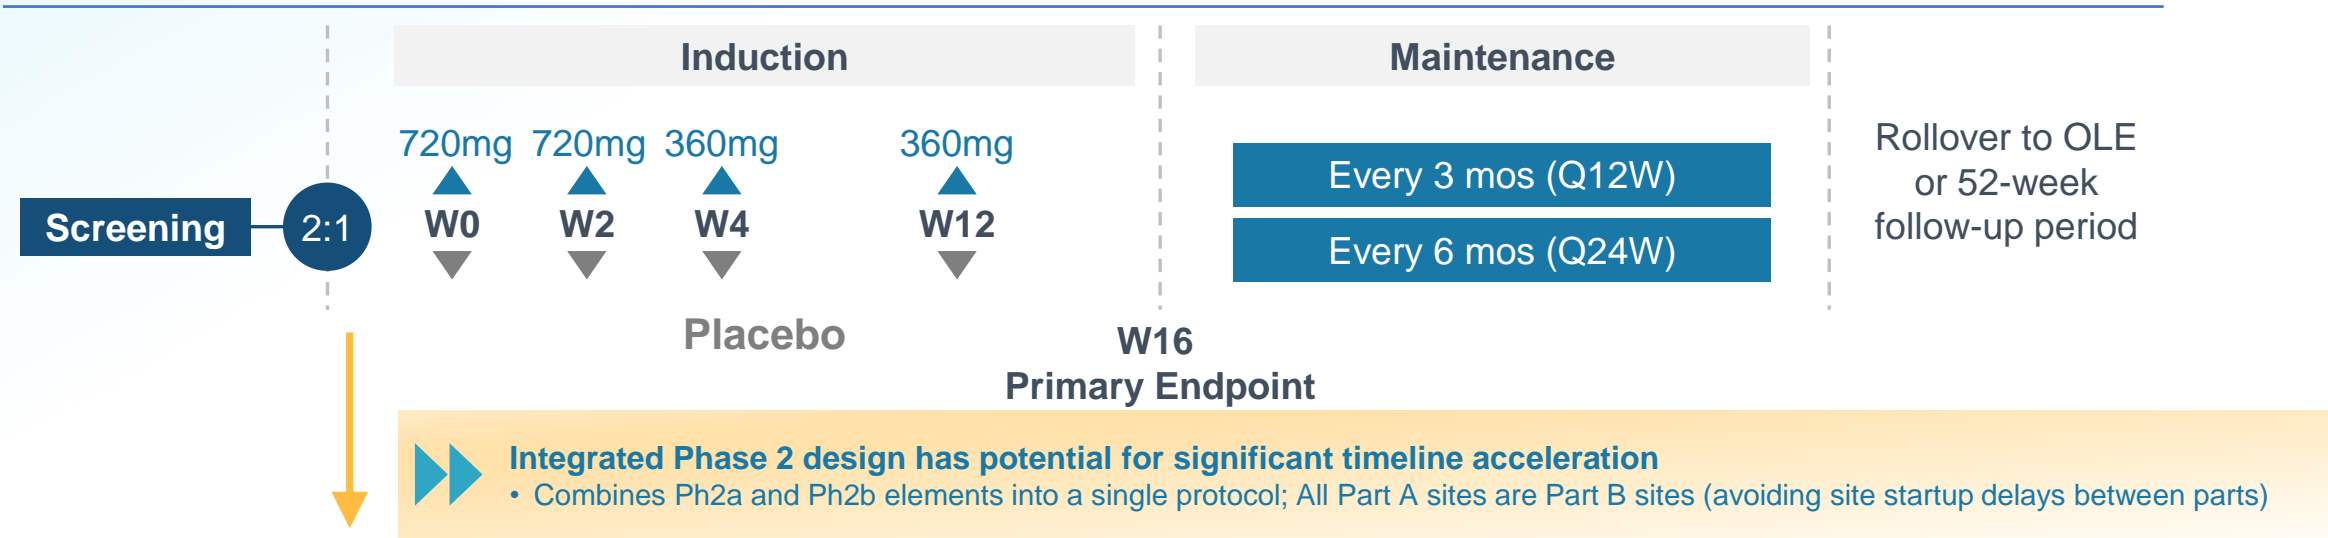 Induction
Maintenance
720mg 720mg 360mg 360mg
Every 3 mos (Q12W)
Rollover to OLE
or 52-week
follow-up period
Screening
2:1
W0 W2 W4 W12
Every 6 mos (Q24W)
Placebo
W16
Primary Endpoint
Integrated Phase 2 design has potential for significant timeline acceleration
• Combines Ph2a and Ph2b elements into a single protocol; All Part A sites are Part B sites (avoiding site startup delays between parts)